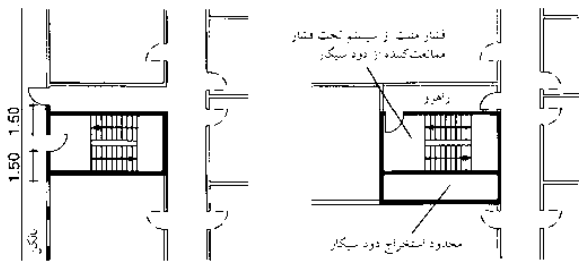 فشار مثبت از سیستم تحت فشار
ممانعت‌کننده از دود سیگار
راهرو
1.50
1.50
بالکن
محدود استخراج دود سیگار